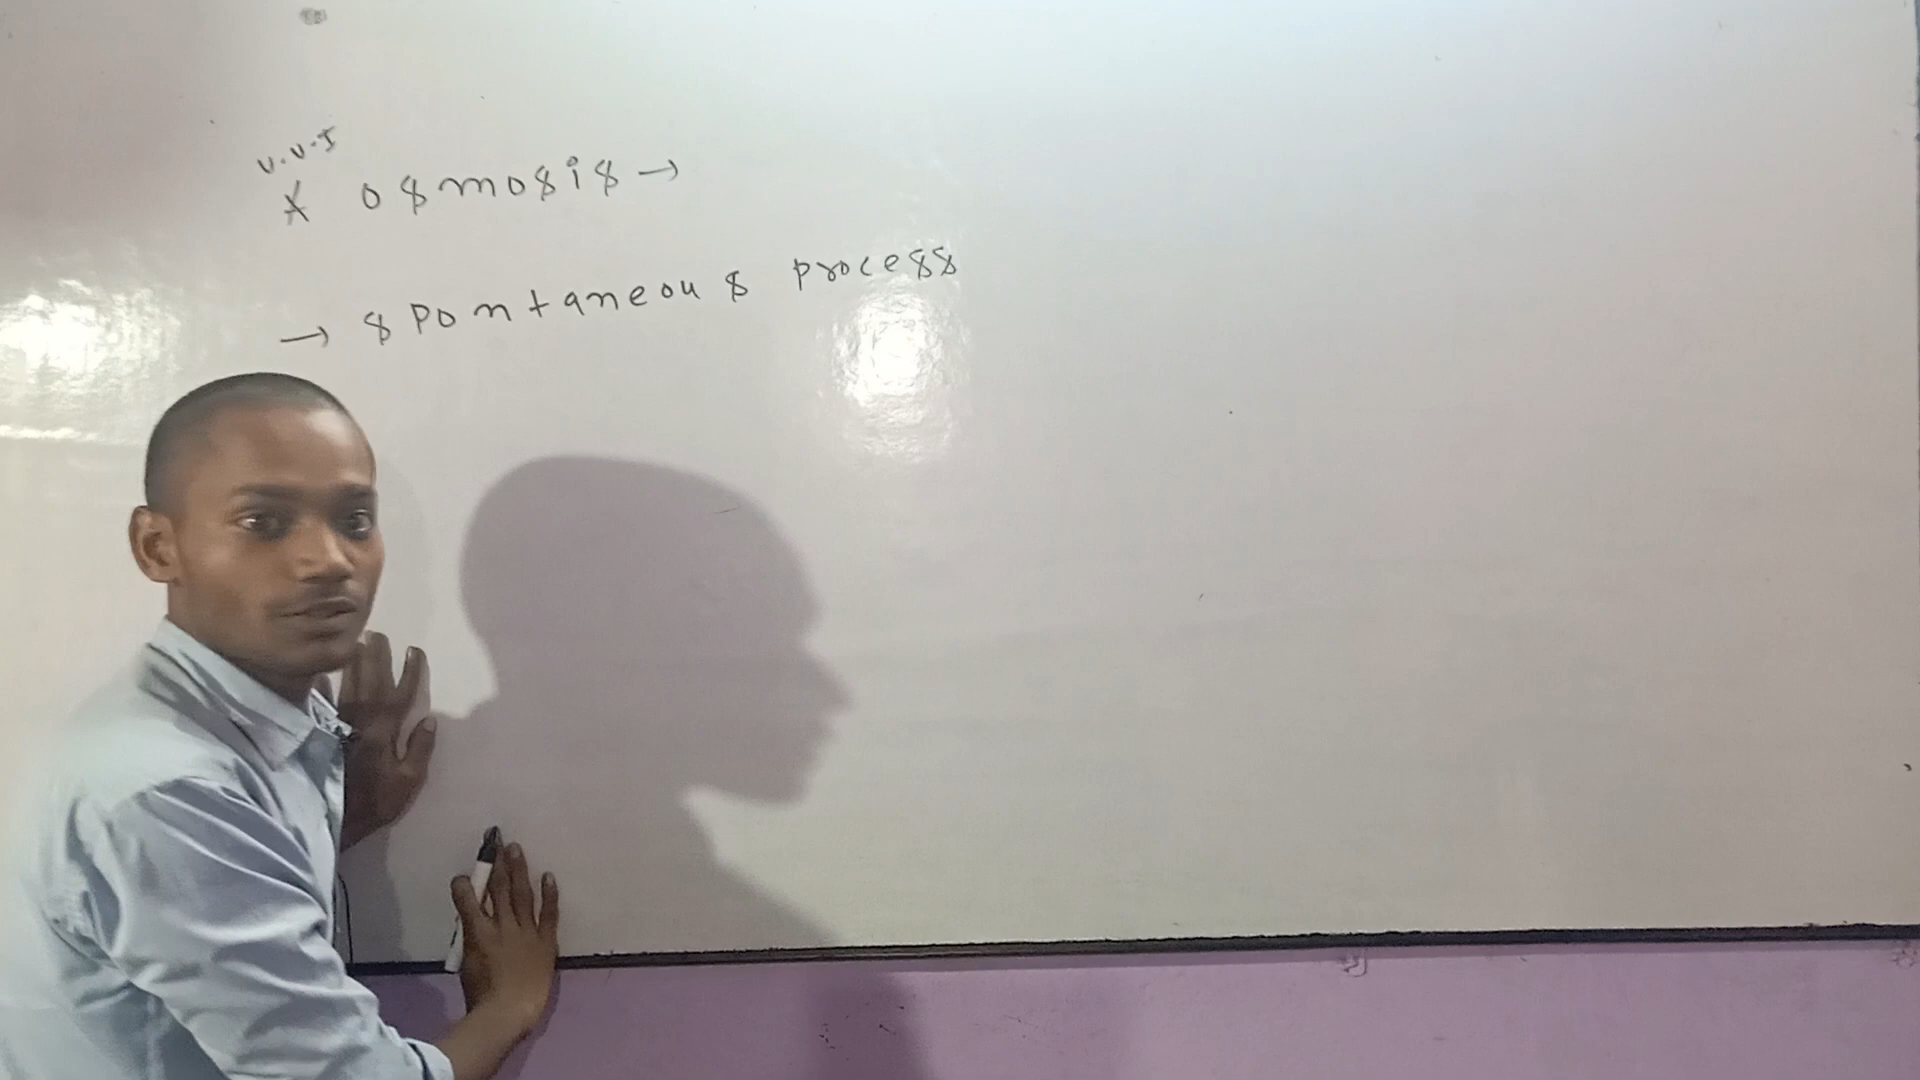 V.V.I
* Osmosis →
→ spontaneous process